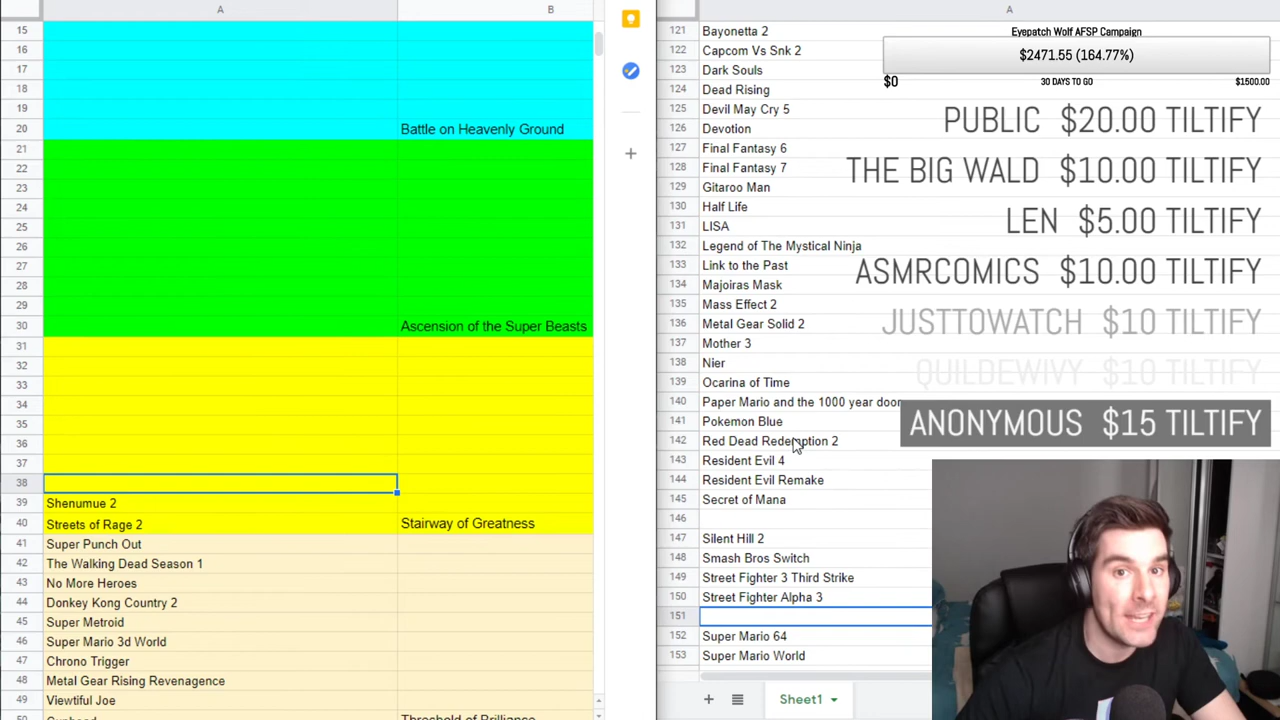 A
B
15
16
17
18
19
20 Battle on Heavenly Ground
21
22
23
24
25
26
27
28
29
30 Ascension of the Super Beasts
31
32
33
34
35
36
37
38
39 Shenumue 2
40 Streets of Rage 2 Stairway of Greatness
41 Super Punch Out
42 The Walking Dead Season 1
43 No More Heroes
44 Donkey Kong Country 2
45 Super Metroid
46 Super Mario 3d World
47 Chrono Trigger
48 Metal Gear Rising Revenagence
49 Viewtiful Joe
A
121 Bayonetta 2
122 Capcom Vs Snk 2
123 Dark Souls
124 Dead Rising
125 Devil May Cry 5
126 Devotion
127 Final Fantasy 6
128 Final Fantasy 7
129 Gitaroo Man
130 Half Life
131 LISA
132 Legend of The Mystical Ninja
133 Link to the Past
134 Majoiras Mask
135 Mass Effect 2
136 Metal Gear Solid 2
137 Mother 3
138 Nier
139 Ocarina of Time
140 Paper Mario and the 1000 year door
141 Pokemon Blue
142 Red Dead Redemption 2
143 Resident Evil 4
144 Resident Evil Remake
145 Secret of Mana
146
147 Silent Hill 2
148 Smash Bros Switch
149 Street Fighter 3 Third Strike
150 Street Fighter Alpha 3
151
152 Super Mario 64
153 Super Mario World
Sheet1
Eyepatch Wolf AFSP Campaign
$2471.55 (164.77%)
$0 30 DAYS TO GO $1500.00
PUBLIC $20.00 TILTIFY
THE BIG WALD $10.00 TILTIFY
LEN $5.00 TILTIFY
ASMRCOMICS $10.00 TILTIFY
JUSTTOWATCH $10 TILTIFY
QUILDEWIVY $10 TILTIFY
ANONYMOUS $15 TILTIFY